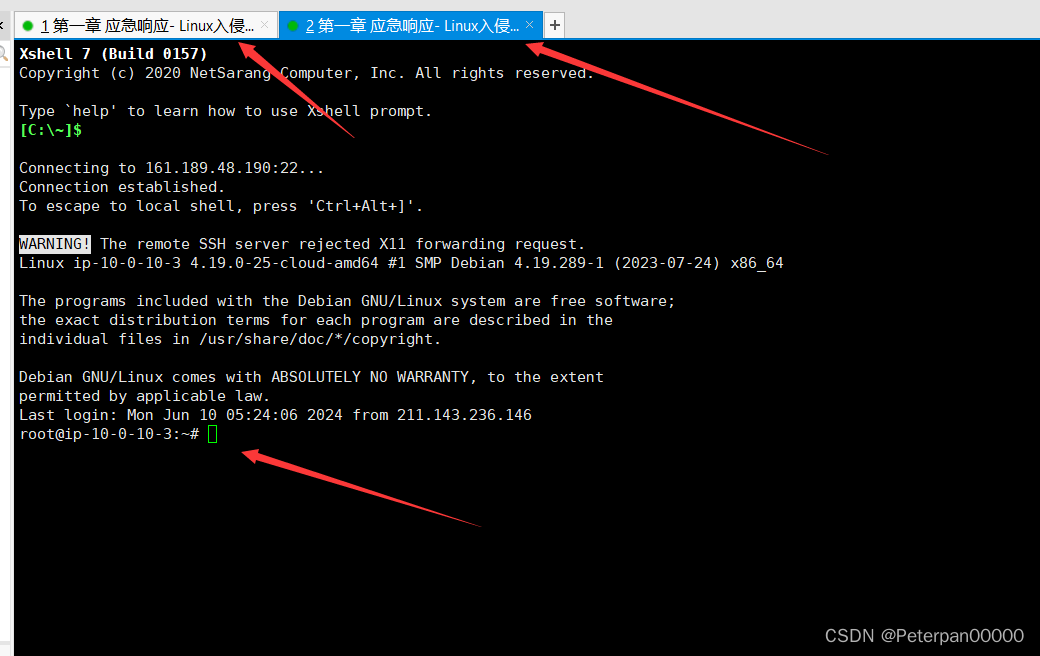 1 第一章 应急响应- Linux入侵...
2 第一章 应急响应- Linux入侵...
Xshell 7 (Build 0157)
Copyright (c) 2020 NetSarang Computer, Inc. All rights reserved.
Type `help' to learn how to use Xshell prompt.
[C:\~]$
Connecting to 161.189.48.190:22...
Connection established.
To escape to local shell, press 'Ctrl+Alt+]'.
WARNING! The remote SSH server rejected X11 forwarding request.
Linux ip-10-0-10-3 4.19.0-25-cloud-amd64 #1 SMP Debian 4.19.289-1 (2023-07-24) x86_64
The programs included with the Debian GNU/Linux system are free software;
the exact distribution terms for each program are described in the
individual files in /usr/share/doc/*/copyright.
Debian GNU/Linux comes with ABSOLUTELY NO WARRANTY, to the extent
permitted by applicable law.
Last login: Mon Jun 10 05:24:06 2024 from 211.143.236.146
root@ip-10-0-10-3:~#
CSDN @Peterpan00000